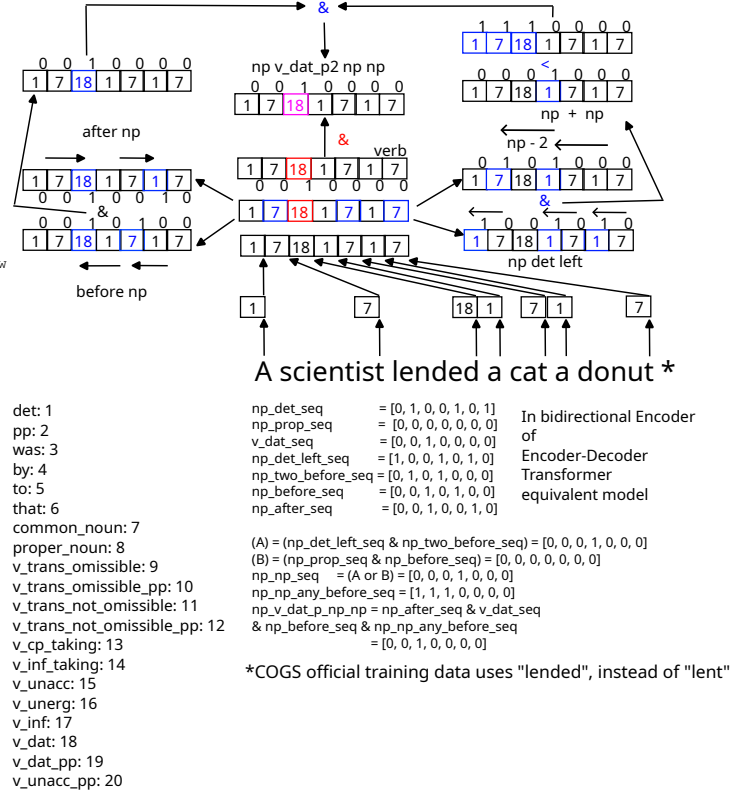 &
1 1 1 0 0 0 0
1 7 18 1 7 1 7
0 0 1 0 0 0 0
1 7 18 1 7 1 7
np v_dat_p2 np np
<
0 0 0 1 0 0 0
1 7 18 1 7 1 7
0 0 1 0 0 0 0
1 7 18 1 7 1 7
np + np
after np
&
verb
np - 2
0 0 1 0 0 1 0
1 7 18 1 7 1 7
1 7 18 1 7 1 7
0 0 1 0 0 0 0
0 1 0 1 0 0 0
1 7 18 1 7 1 7
&
&
0 0 1 0 1 0 0
1 7 18 1 7 1 7
1 7 18 1 7 1 7
1 0 0 1 0 1 0
1 7 18 1 7 1 7
1 7 18 1 7 1 7
w
before np
np det left
1 7 18 1 7 1 7
A scientist lended a cat a donut *
det: 1
pp: 2
was: 3
by: 4
to: 5
that: 6
common_noun: 7
proper_noun: 8
v_trans_omissible: 9
v_trans_omissible_pp: 10
v_trans_not_omissible: 11
v_trans_not_omissible_pp: 12
v_cp_taking: 13
v_inf_taking: 14
v_unacc: 15
v_unerg: 16
v_inf: 17
v_dat: 18
v_dat_pp: 19
v_unacc_pp: 20
np_det_seq = [0, 1, 0, 0, 1, 0, 1]
np_prop_seq = [0, 0, 0, 0, 0, 0, 0]
v_dat_seq = [0, 0, 1, 0, 0, 0, 0]
np_det_left_seq = [1, 0, 0, 1, 0, 1, 0]
np_two_before_seq = [0, 1, 0, 1, 0, 0, 0]
np_before_seq = [0, 0, 1, 0, 1, 0, 0]
np_after_seq = [0, 0, 1, 0, 0, 1, 0]
In bidirectional Encoder
of
Encoder-Decoder
Transformer
equivalent model
(A) = (np_det_left_seq & np_two_before_seq) = [0, 0, 0, 1, 0, 0, 0]
(B) = (np_prop_seq & np_before_seq) = [0, 0, 0, 0, 0, 0, 0]
np_np_seq = (A or B) = [0, 0, 0, 1, 0, 0, 0]
np_np_any_before_seq = [1, 1, 1, 0, 0, 0, 0]
np_v_dat_p_np_np = np_after_seq & v_dat_seq
& np_before_seq & np_np_any_before_seq
= [0, 0, 1, 0, 0, 0, 0]
*COGS official training data uses "lended", instead of "lent"